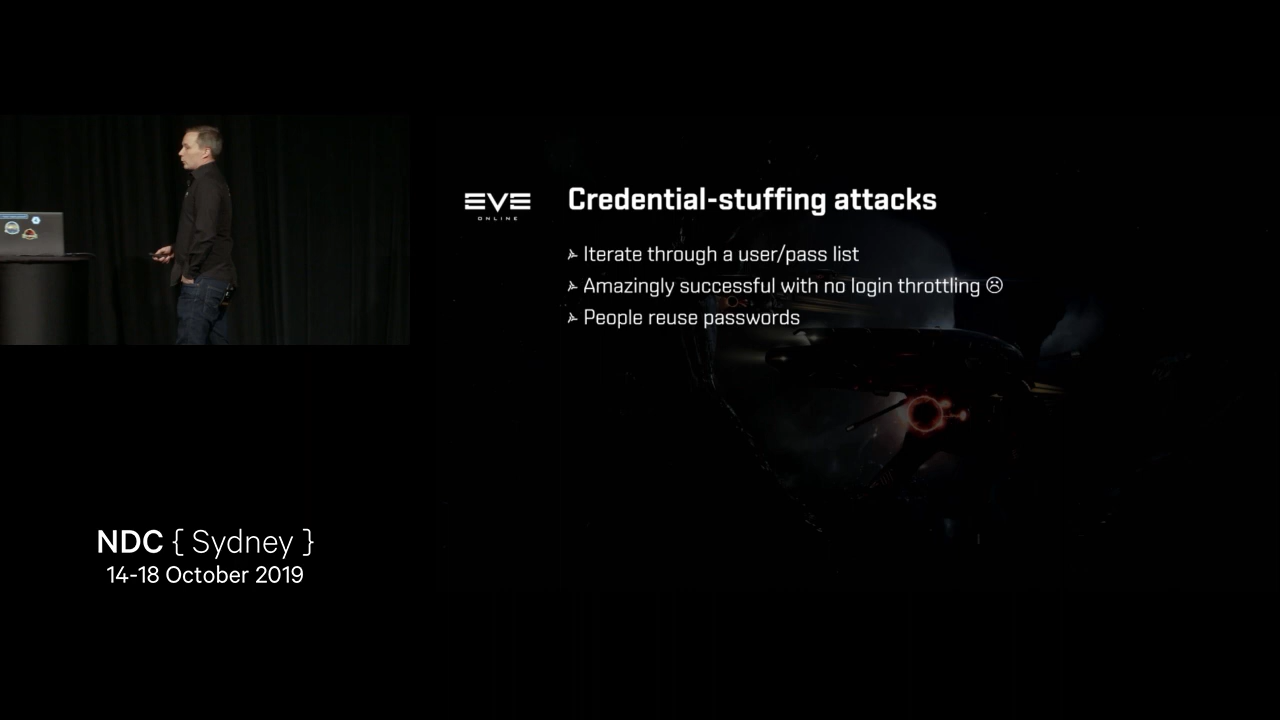 EVE
ONLINE
Credential-stuffing attacks
Iterate through a user/pass list
Amazingly successful with no login throttling ☹
People reuse passwords
NDC { Sydney }
14-18 October 2019